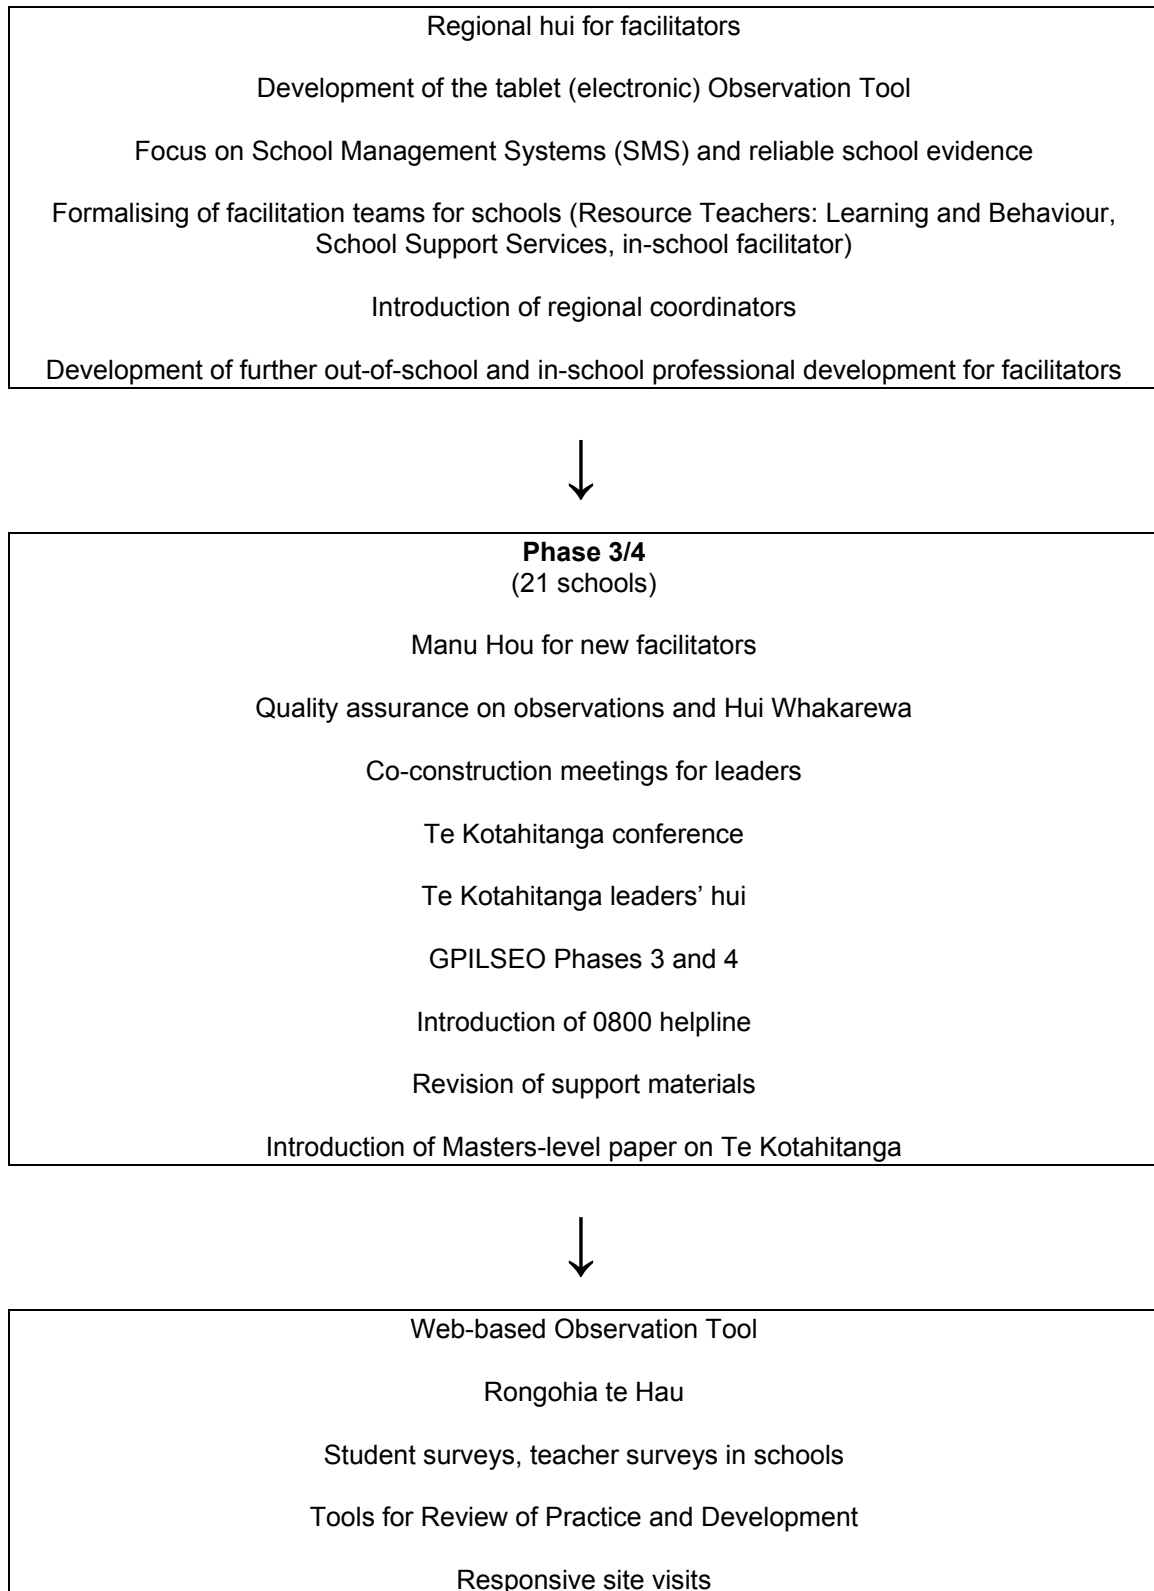 Regional hui for facilitators
Development of the tablet (electronic) Observation Tool
Focus on School Management Systems (SMS) and reliable school evidence
Formalising of facilitation teams for schools (Resource Teachers: Learning and Behaviour,
School Support Services, in-school facilitator)
Introduction of regional coordinators
Development of further out-of-school and in-school professional development for facilitators
Phase 3/4
(21 schools)
Manu Hou for new facilitators
Quality assurance on observations and Hui Whakarewa
Co-construction meetings for leaders
Te Kotahitanga conference
Te Kotahitanga leaders’ hui
GPILSEO Phases 3 and 4
Introduction of 0800 helpline
Revision of support materials
Introduction of Masters-level paper on Te Kotahitanga
Web-based Observation Tool
Rongohia te Hau
Student surveys, teacher surveys in schools
Tools for Review of Practice and Development
Responsive site visits